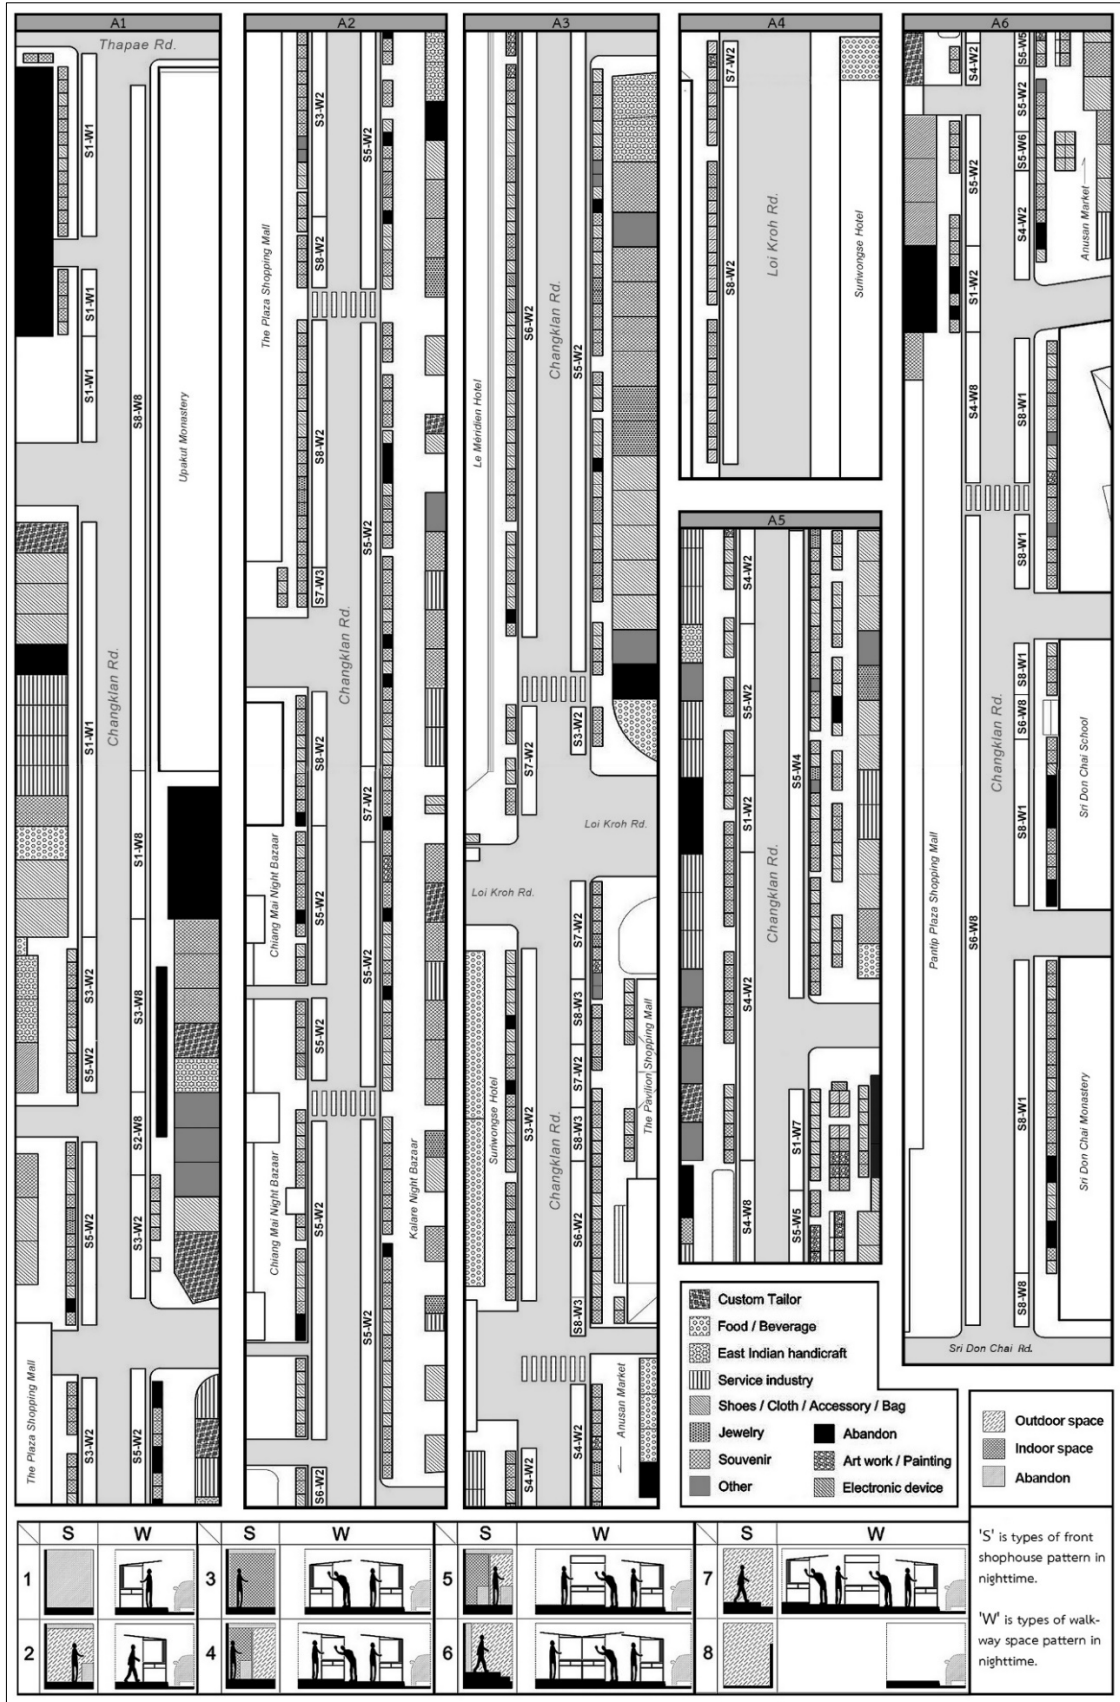 A1
Thapae Rd.
S1-W1
S1-W1
S1-W1
S8-W8
Upakut Monastery
S1-W1
Changklan Rd.
S1-W8
S3-W2
S3-W8
S5-W2
S2-W8
S5-W2
S3-W2
The Plaza Shopping Mall
S3-W2
S5-W2
A2
S3-W2
S5-W2
The Plaza Shopping Mall
S8-W2
S8-W2
S5-W2
S7-W3
Changklan Rd.
S8-W2
S7-W2
Chiang Mai Night Bazaar
S5-W2
S5-W2
S5-W2
Chiang Mai Night Bazaar
S5-W2
Kalare Night Bazaar
S5-W2
S6-W2
A3
S6-W2
Changklan Rd.
S5-W2
Le Méridien Hotel
S7-W2
S3-W2
Loi Kroh Rd.
Loi Kroh Rd.
S7-W2
S8-W3
S7-W2
The Pavilion Shopping Mall
Suriwongse Hotel
S3-W2
Changklan Rd.
S8-W3
S6-W2
S8-W3
S4-W2
S4-W2
Anusan Market
A4
S7-W2
S8-W2
Loi Kroh Rd.
Suriwongse Hotel
A5
S4-W2
S5-W2
S5-W4
S1-W2
Changklan Rd.
S4-W2
S1-W7
S4-W8
S5-W5
A6
S4-W2
S5-W5
S5-W2
S5-W2
S5-W6
S4-W2
Anusan Market
S1-W2
S4-W8
S8-W1
S8-W1
S8-W1
S6-W8
Changklan Rd.
Sri Don Chai School
S8-W1
Pantip Plaza Shopping Mall
S6-W8
S8-W1
Sri Don Chai Monastery
S8-W8
Sri Don Chai Rd.
Custom Tailor
Food / Beverage
East Indian handicraft
Service industry
Shoes / Cloth / Accessory / Bag
Jewelry
Abandon
Souvenir
Art work / Painting
Other
Electronic device
Outdoor space
Indoor space
Abandon
S W S W S W S W
1 3 5 7
2 4 6 8
'S' is types of front
shophouse pattern in
nighttime.
'W' is types of walk-
way space pattern in
nighttime.